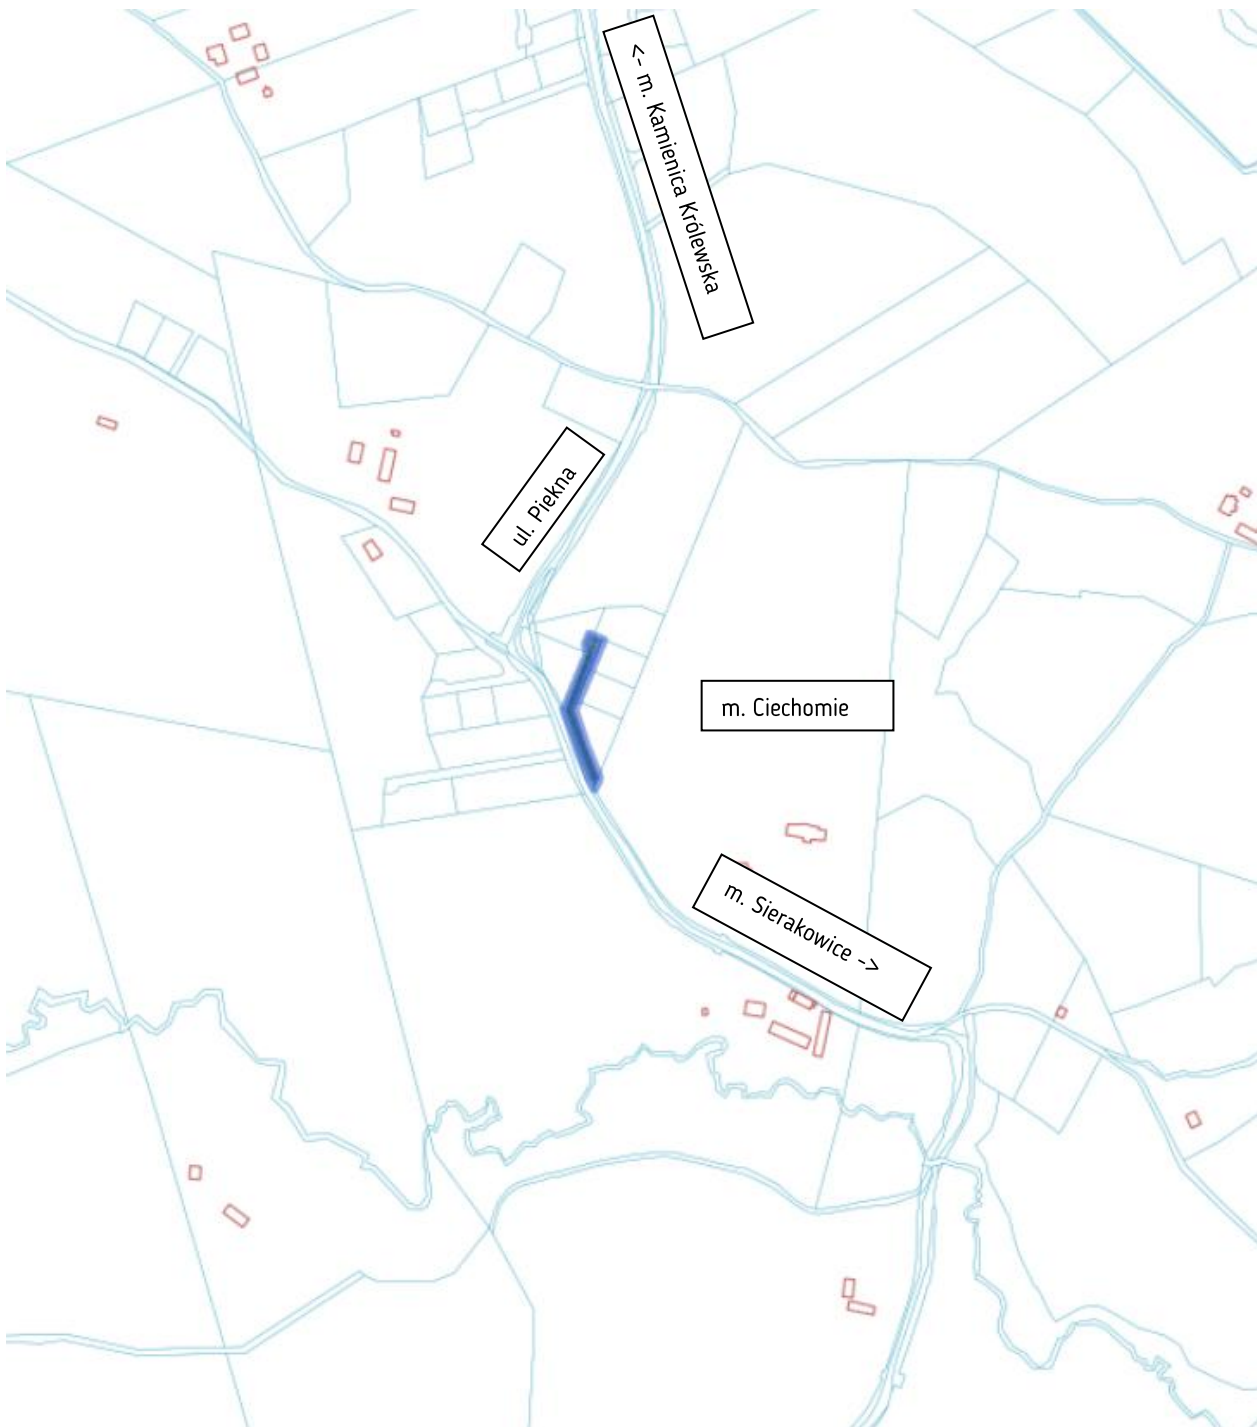 <- m. Kamienica Królewska
ul. Piekna
m. Ciechomie
m. Sierakowice ->